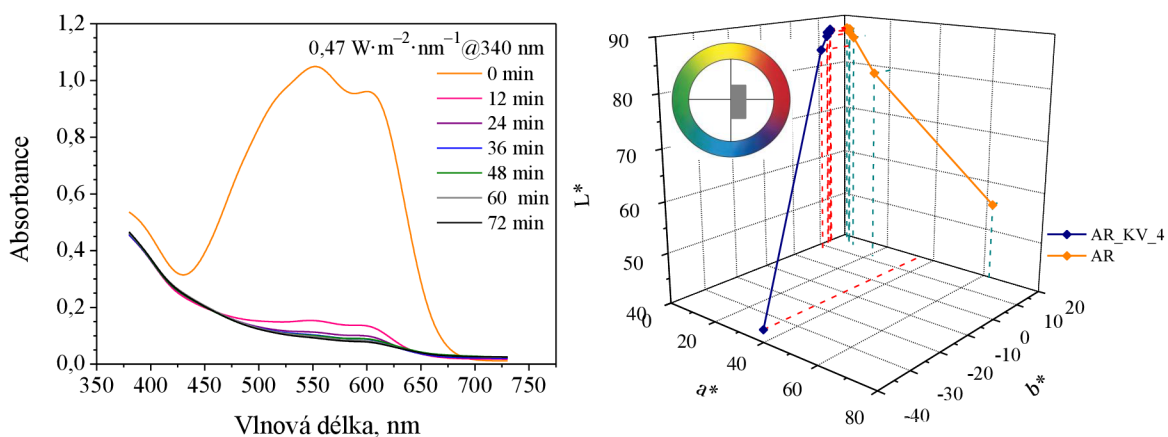 1,2
1,0
0,8
0,6
0,4
0,2
0,0
Absorbance
350 400 450 500 550 600 650 700 750
Vlnová délka, nm
0,47 W·m⁻²·nm⁻¹@340 nm
0 min
12 min
24 min
36 min
48 min
60 min
72 min
90
80
70
60
50
40
L*
0
20
40
60
80
a*
-40
-30
-20
-10
0
10
20
b*
AR_KV_4
AR